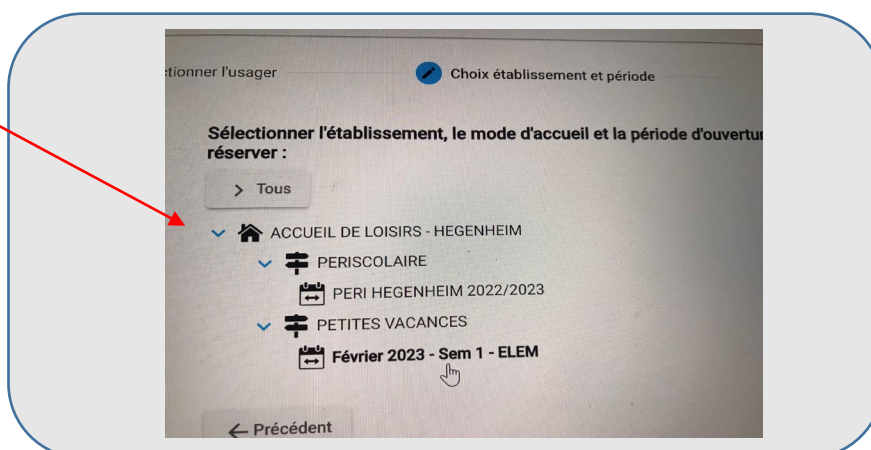 tionner l'usager
Choix établissement et période
Sélectionner l'établissement, le mode d'accueil et la période d'ouvertu
réserver :
> Tous
ACCUEIL DE LOISIRS - HEGENHEIM
PERISCOLAIRE
PERI HEGENHEIM 2022/2023
PETITES VACANCES
Février 2023 - Sem 1 - ELEM
← Précédent